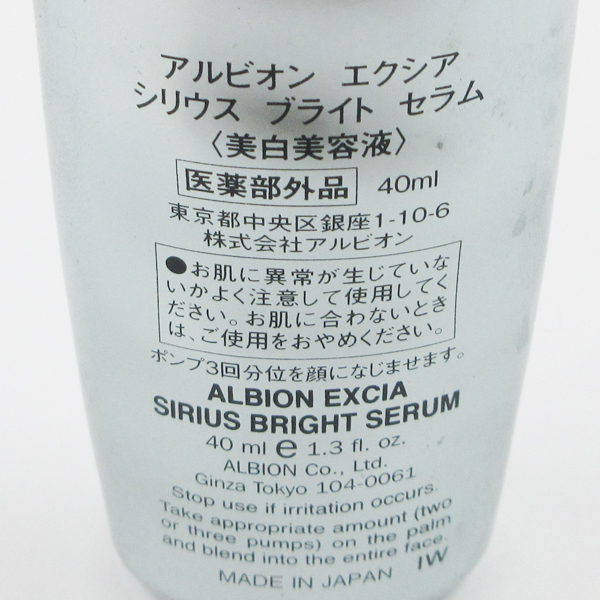 アルビオン エクシア
シリウス ブライト セラム
〈美白美容液〉
医薬部外品 40ml
東京都中央区銀座1-10-6
株式会社アルビオン
●お肌に異常が生じていな
いかよく注意して使用してく
ださい。お肌に合わないとき
は、ご使用をおやめください。
ポンプ3回分位を顔になじませます。
ALBION EXCIA
SIRIUS BRIGHT SERUM
40 ml e 1.3 fl. oz.
ALBION Co., Ltd.
Ginza Tokyo 104-0061
Stop use if irritation occurs.
Take appropriate amount (two
or three pumps) on the palm
and blend into the entire face.
MADE IN JAPAN IW